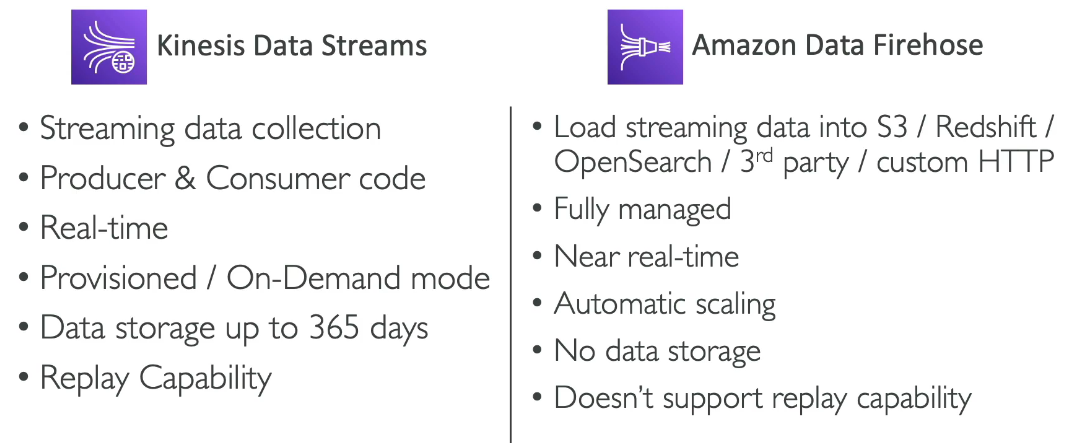 Kinesis Data Streams
• Streaming data collection
• Producer & Consumer code
• Real-time
• Provisioned / On-Demand mode
• Data storage up to 365 days
• Replay Capability
Amazon Data Firehose
• Load streaming data into S3 / Redshift /
OpenSearch / 3rd party / custom HTTP
• Fully managed
• Near real-time
• Automatic scaling
• No data storage
• Doesn’t support replay capability